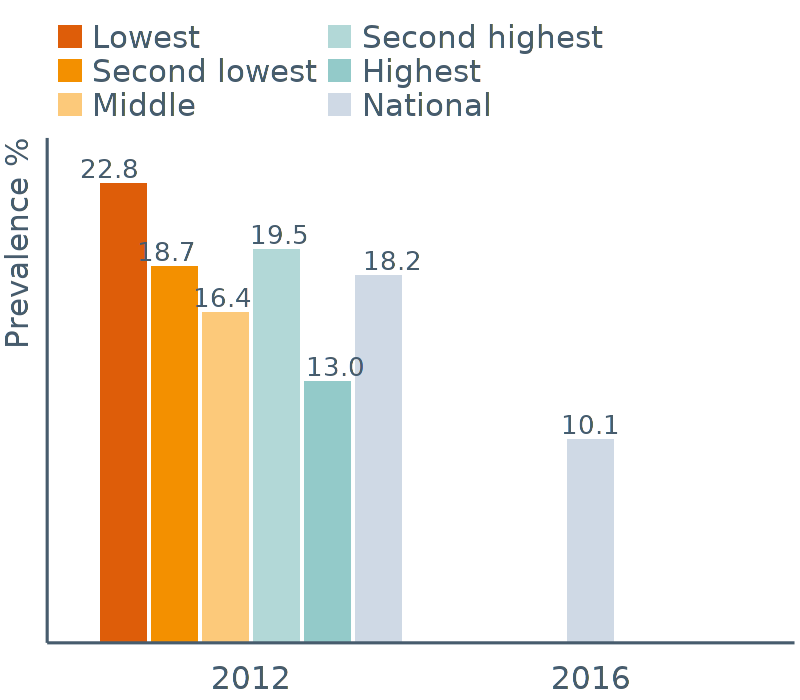 Lowest
Second lowest
Middle
Second highest
Highest
National
Prevalence %
22.8
18.7
16.4
19.5
13.0
18.2
10.1
2012
2016